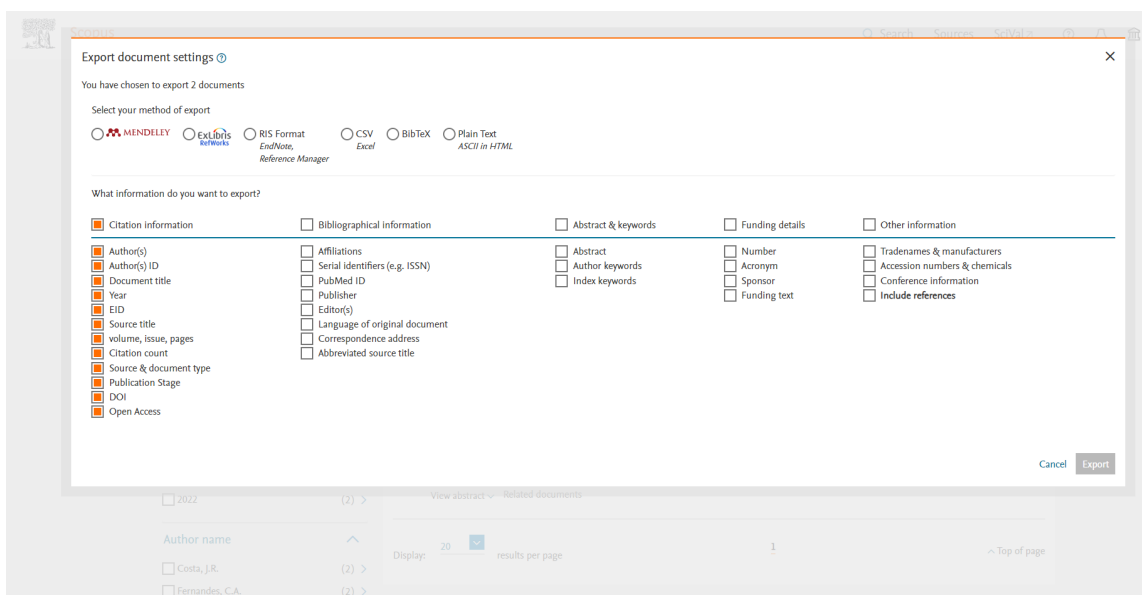 Scopus
Search Sources SciVal
Export document settings
You have chosen to export 2 documents
Select your method of export
MENDELEY
ExLibris
RefWorks
RIS Format
EndNote,
Reference Manager
CSV
Excel
BibTeX
Plain Text
ASCII in HTML
What information do you want to export?
Citation information
Author(s)
Author(s) ID
Document title
Year
EID
Source title
volume, issue, pages
Citation count
Source & document type
Publication Stage
DOI
Open Access
Bibliographical information
Affiliations
Serial identifiers (e.g. ISSN)
PubMed ID
Publisher
Editor(s)
Language of original document
Correspondence address
Abbreviated source title
Abstract & keywords
Abstract
Author keywords
Index keywords
Funding details
Number
Acronym
Sponsor
Funding text
Other information
Tradenames & manufacturers
Accession numbers & chemicals
Conference information
Include references
Cancel Export
2022 (2)
View abstract Related documents
Author name
Display: 20 results per page
1
Top of page
Costa, J.R. (2)
Fernandes, C.A. (2)